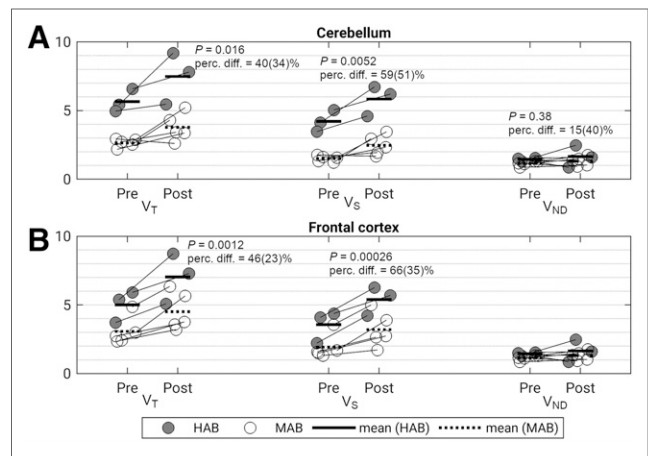 A
Cerebellum
10
P = 0.016
perc. diff. = 40(34)%
P = 0.0052
perc. diff. = 59(51)%
P = 0.38
perc. diff. = 15(40)%
5
0
Pre Post Pre Post Pre Post
VT VS VND
B
Frontal cortex
10
P = 0.0012
perc. diff. = 46(23)%
P = 0.00026
perc. diff. = 66(35)%
5
0
Pre Post Pre Post Pre Post
VT VS VND
HAB MAB mean (HAB) mean (MAB)